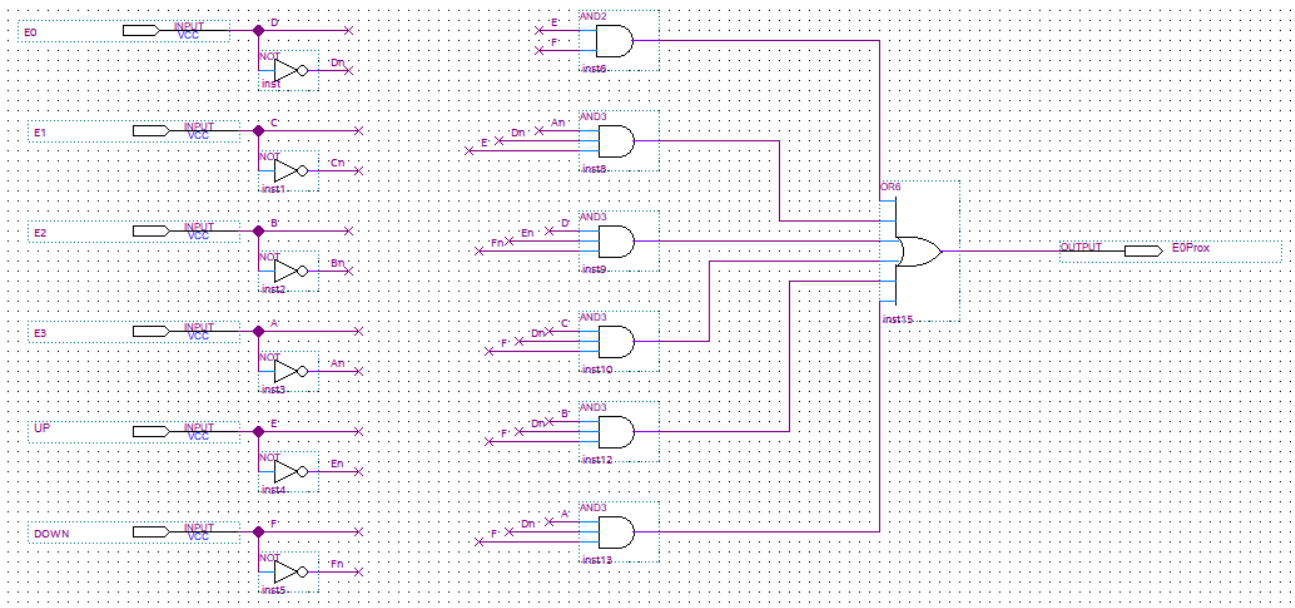 E0
INPUT
VCC
D
NOT
Dn
inst
E1
INPUT
VCC
C
NOT
Cn
inst1
E2
INPUT
VCC
B
NOT
Bn
inst2
E3
INPUT
VCC
A
NOT
An
inst3
UP
INPUT
VCC
E
NOT
En
inst4
DOWN
INPUT
VCC
F
NOT
Fn
inst5
AND2
E
F
inst6
AND3
An
Dn
E
inst8
AND3
D
En
Fn
inst9
AND3
C
Dn
F
inst10
AND3
B
Dn
F
inst12
AND3
A
Dn
F
inst13
OR6
inst15
OUTPUT
E0Prox